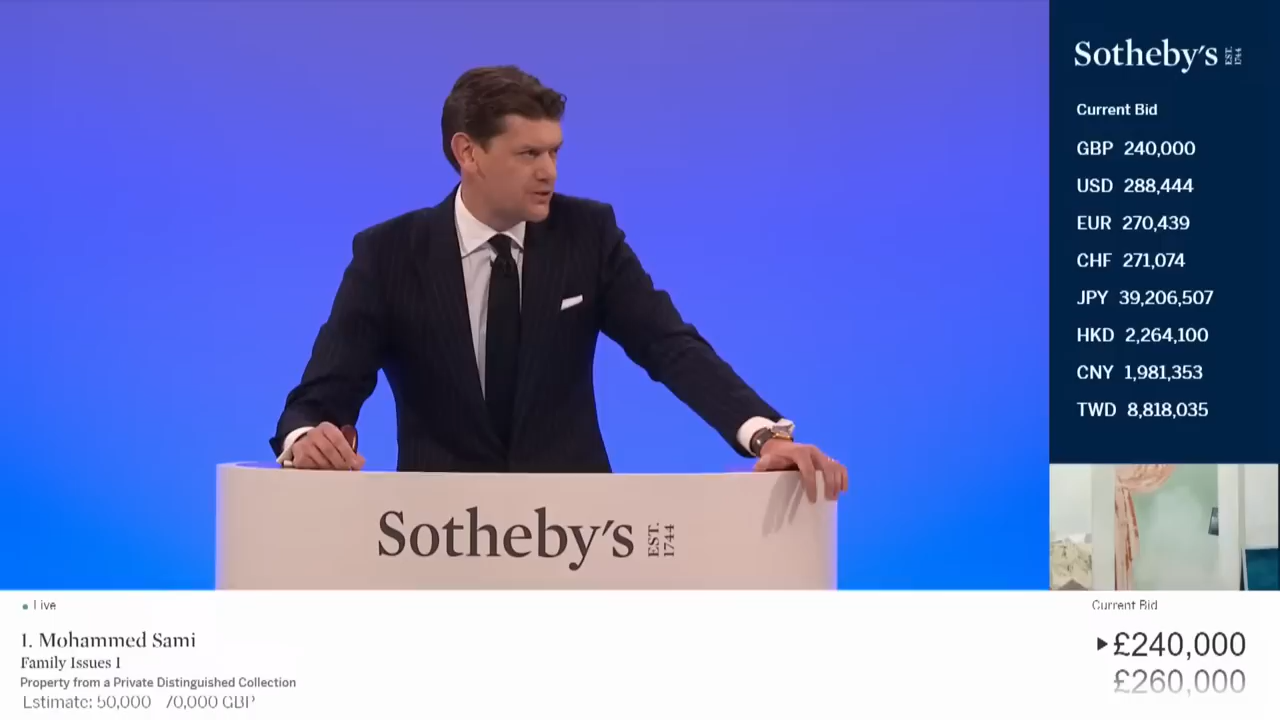 Sotheby's EST. 1744
Current Bid
GBP 240,000
USD 288,444
EUR 270,439
CHF 271,074
JPY 39,206,507
HKD 2,264,100
CNY 1,981,353
TWD 8,818,035
Sotheby's EST. 1744
Live
Current Bid
1. Mohammed Sami
£240,000
Family Issues I
£260,000
Property from a Private Distinguished Collection
Estimate: 50,000 70,000 GBP